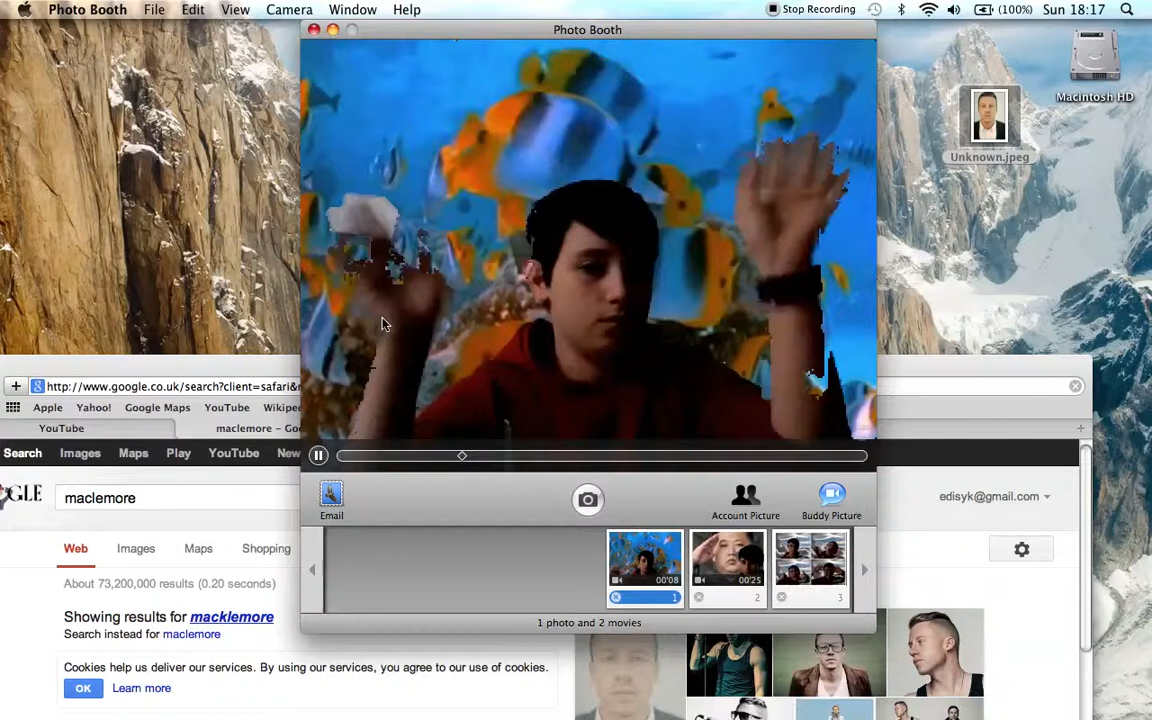 Photo Booth File Edit View Camera Window Help Stop Recording (100%) Sun 18:17
Photo Booth
Macintosh HD
Unknown.jpeg
http://www.google.co.uk/search?client=safari&
Apple Yahoo! Google Maps YouTube
YouTube maclemore –
Search Images Maps Play YouTube
maclemore
edisyk@gmail.com
Email Account Picture Buddy Picture
Web Images Maps Shopping
00'08 00'25
1 2 3
About 73,200,000 results (0.20 seconds)
Showing results for macklemore
Search instead for maclemore
1 photo and 2 movies
Cookies help us deliver our services. By using our services, you agree to our use of cookies.
OK Learn more